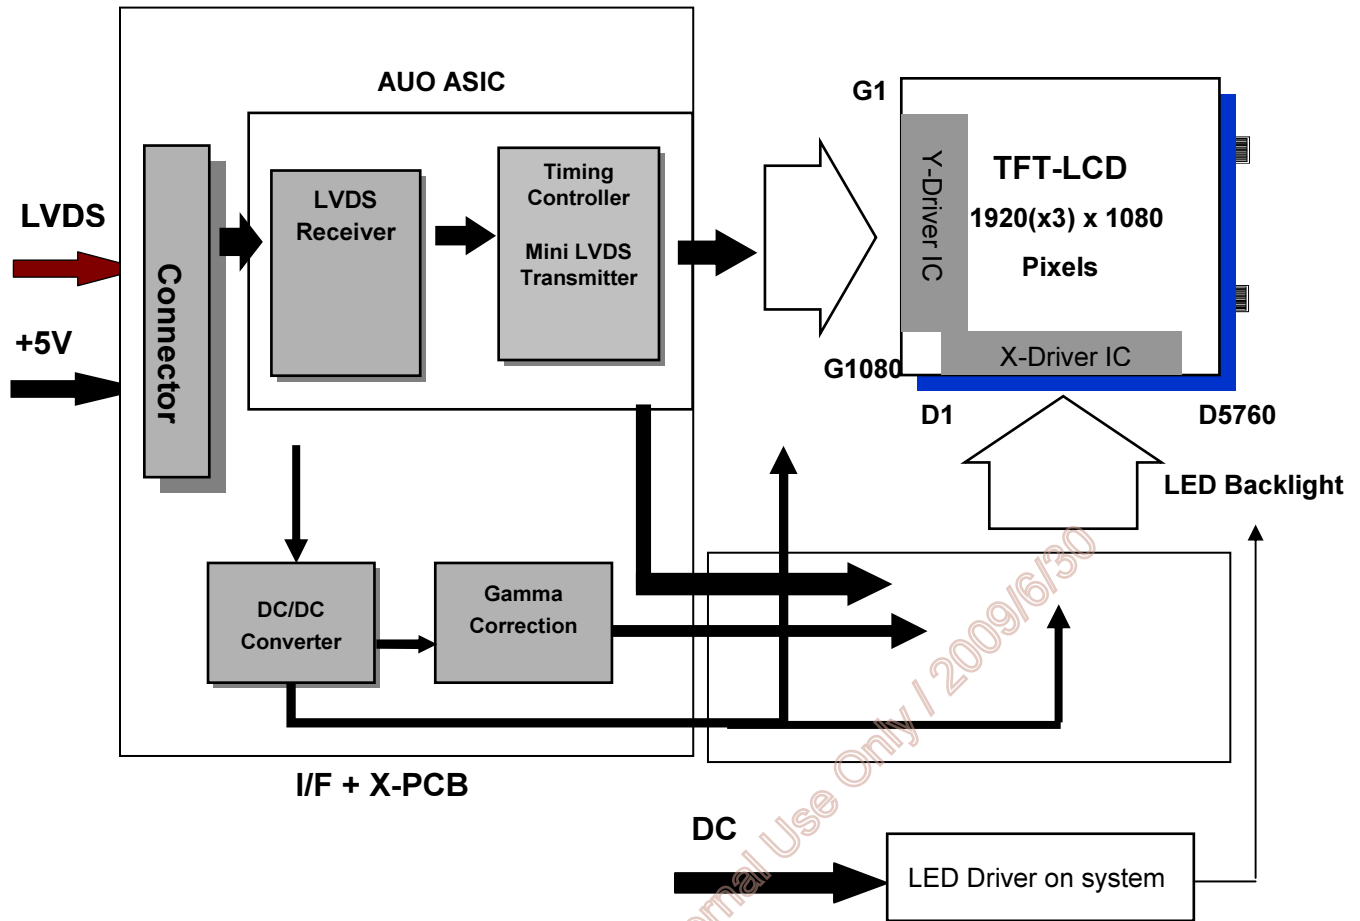 AUO ASIC
G1
LVDS
+5V
Connector
LVDS
Receiver
Timing
Controller
Mini LVDS
Transmitter
Y-Driver IC
TFT-LCD
1920(x3) x 1080
Pixels
X-Driver IC
G1080
D1
D5760
LED Backlight
DC/DC
Converter
Gamma
Correction
I/F + X-PCB
DC
LED Driver on system
Use Only / 2009/6/30